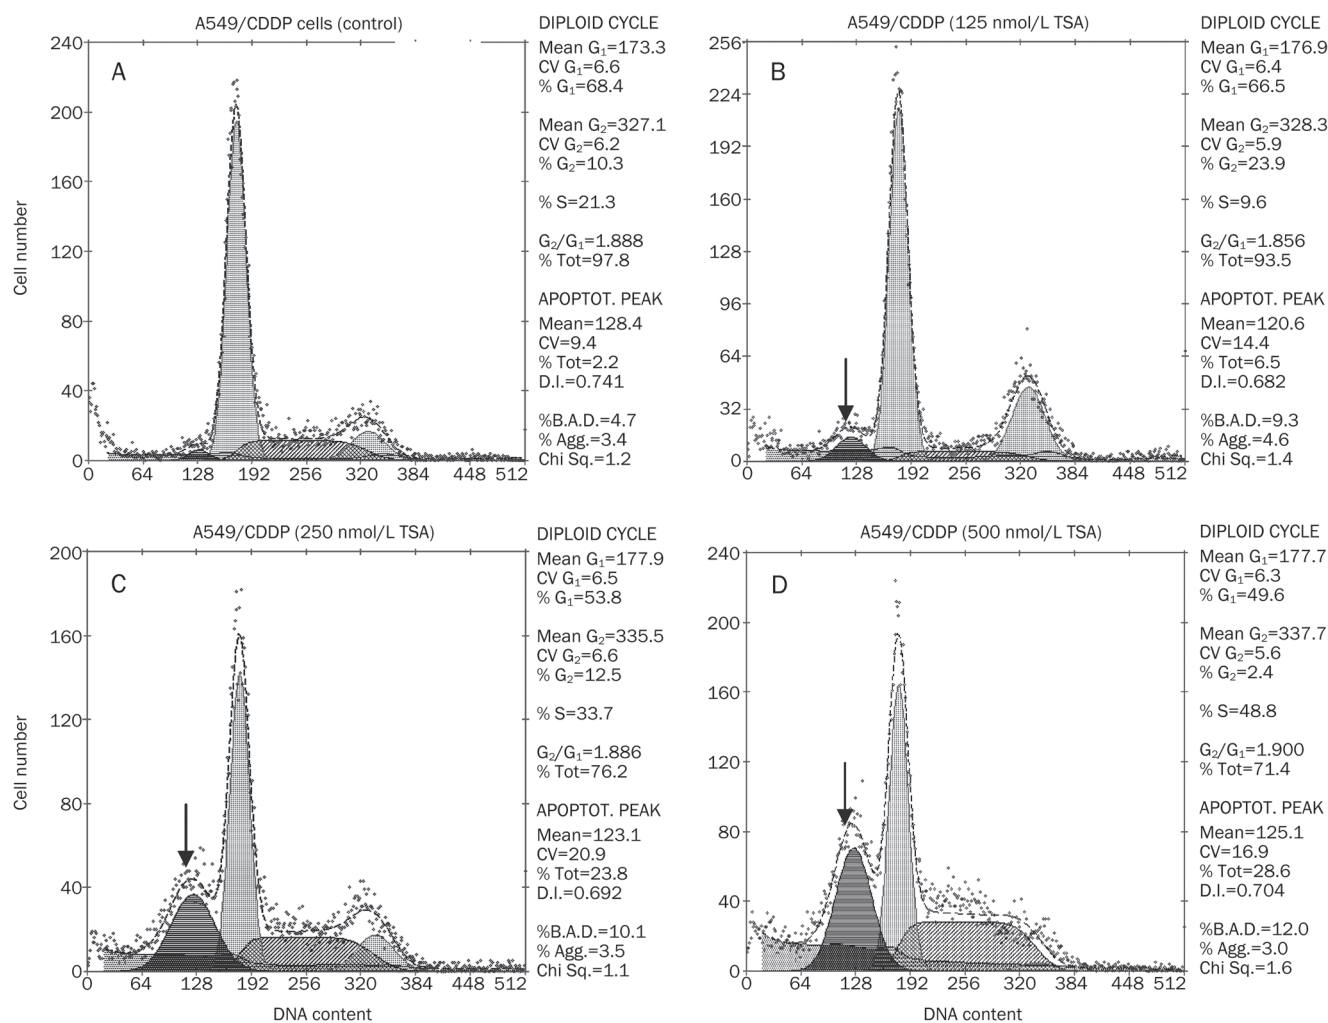 A549/CDDP cells (control)
A
Cell number
240
200
160
120
80
40
0
0 64 128 192 256 320 384 448 512
DIPLOID CYCLE
Mean G₁=173.3
CV G₁=6.6
% G₁=68.4
Mean G₂=327.1
CV G₂=6.2
% G₂=10.3
% S=21.3
G₂/G₁=1.888
% Tot=97.8
APOPTOT. PEAK
Mean=128.4
CV=9.4
% Tot=2.2
D.I.=0.741
%B.A.D.=4.7
% Agg.=3.4
Chi Sq.=1.2
A549/CDDP (125 nmol/L TSA)
B
256
224
192
160
128
96
64
32
0
0 64 128 192 256 320 384 448 512
DIPLOID CYCLE
Mean G₁=176.9
CV G₁=6.4
% G₁=66.5
Mean G₂=328.3
CV G₂=5.9
% G₂=23.9
% S=9.6
G₂/G₁=1.856
% Tot=93.5
APOPTOT. PEAK
Mean=120.6
CV=14.4
% Tot=6.5
D.I.=0.682
%B.A.D.=9.3
% Agg.=4.6
Chi Sq.=1.4
A549/CDDP (250 nmol/L TSA)
C
Cell number
200
160
120
80
40
0
0 64 128 192 256 320 384 448 512
DNA content
DIPLOID CYCLE
Mean G₁=177.9
CV G₁=6.5
% G₁=53.8
Mean G₂=335.5
CV G₂=6.6
% G₂=12.5
% S=33.7
G₂/G₁=1.886
% Tot=76.2
APOPTOT. PEAK
Mean=123.1
CV=20.9
% Tot=23.8
D.I.=0.692
%B.A.D.=10.1
% Agg.=3.5
Chi Sq.=1.1
A549/CDDP (500 nmol/L TSA)
D
240
200
160
120
80
40
0
0 64 128 192 256 320 384 448 512
DNA content
DIPLOID CYCLE
Mean G₁=177.7
CV G₁=6.3
% G₁=49.6
Mean G₂=337.7
CV G₂=5.6
% G₂=2.4
% S=48.8
G₂/G₁=1.900
% Tot=71.4
APOPTOT. PEAK
Mean=125.1
CV=16.9
% Tot=28.6
D.I.=0.704
%B.A.D.=12.0
% Agg.=3.0
Chi Sq.=1.6